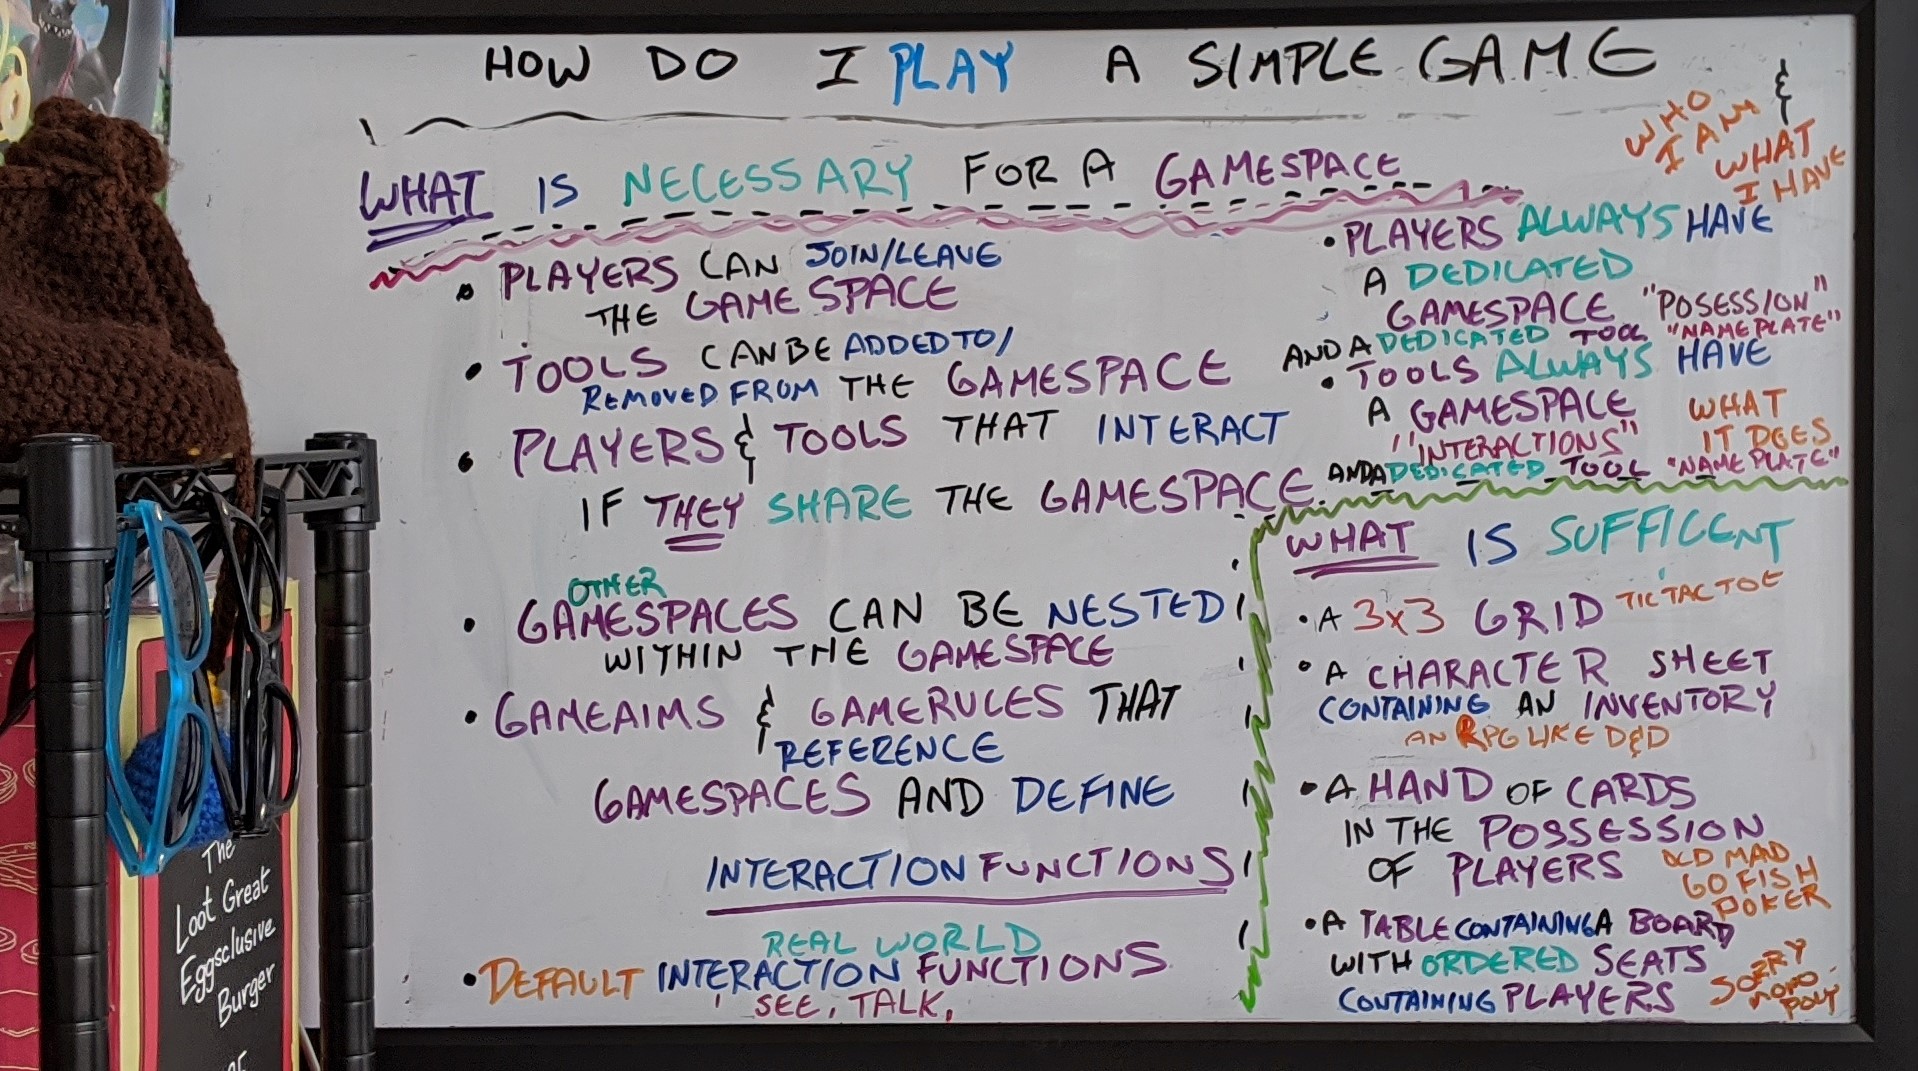 HOW DO I PLAY A SIMPLE GAME
WHAT IS NECESSARY FOR A GAMESPACE
• PLAYERS CAN JOIN/LEAVE
THE GAMESPACE
• TOOLS CAN BE ADDED TO/
REMOVED FROM THE GAMESPACE
• PLAYERS & TOOLS THAT INTERACT
IF THEY SHARE THE GAMESPACE
OTHER
• GAMESPACES CAN BE NESTED
WITHIN THE GAMESPACE
• GAMEAIMS & GAMERULES THAT
REFERENCE
GAMESPACES AND DEFINE
INTERACTION FUNCTIONS
REAL WORLD
• DEFAULT INTERACTION FUNCTIONS
SEE, TALK,
WHO
I AM
&
WHAT
I HAVE
• PLAYERS ALWAYS HAVE
A DEDICATED
GAMESPACE "POSESSION"
AND A DEDICATED TOOL "NAMEPLATE"
• TOOLS ALWAYS HAVE
A GAMESPACE
"INTERACTIONS"
WHAT
IT DOES
AND A DEDICATED TOOL "NAMEPLATE"
WHAT IS SUFFICENT
• A 3x3 GRID TIC TAC TOE
• A CHARACTER SHEET
CONTAINING AN INVENTORY
AN RPG LIKE D&D
• A HAND OF CARDS
IN THE POSSESSION
OF PLAYERS
OLD MAD
GO FISH
POKER
• A TABLE CONTAINING A BOARD
WITH ORDERED SEATS
CONTAINING PLAYERS
SORRY
MONO
POLY
The
Loot Great
Eggsclusive
Burger